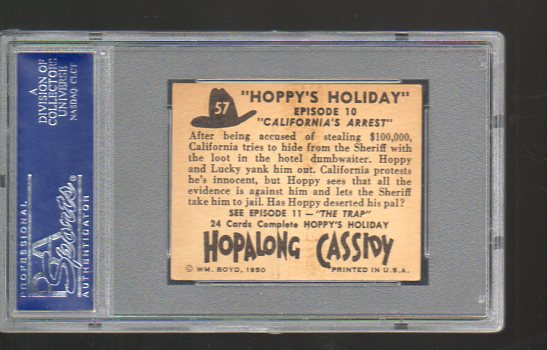 A
DIVISION OF
COLLECTORS
UNIVERSE
NASDAQ: CLCT
PROFESSIONAL
PSA
Sports
AUTHENTICATOR
57
"HOPPY'S HOLIDAY"
EPISODE 10
"CALIFORNIA'S ARREST"
After being accused of stealing $100,000,
California tries to hide from the Sheriff with
the loot in the hotel dumbwaiter. Hoppy
and Lucky yank him out. California protests
he's innocent, but Hoppy sees that all the
evidence is against him and lets the Sheriff
take him to jail. Has Hoppy deserted his pal?
SEE EPISODE 11 — "THE TRAP"
24 Cards Complete HOPPY'S HOLIDAY
HOPALONG CASSIDY
© WM. BOYD, 1950 PRINTED IN U.S.A.